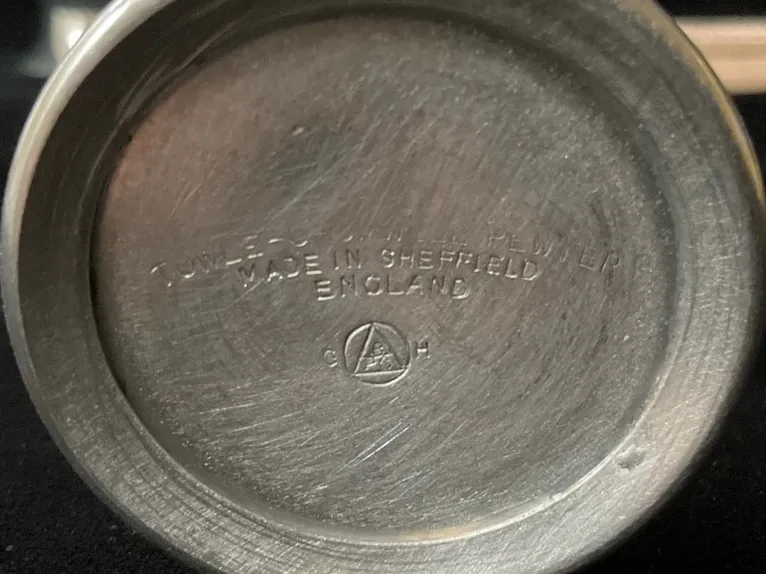 TOWLE- PEWTER
MADE IN SHEFFIELD
ENGLAND
G H